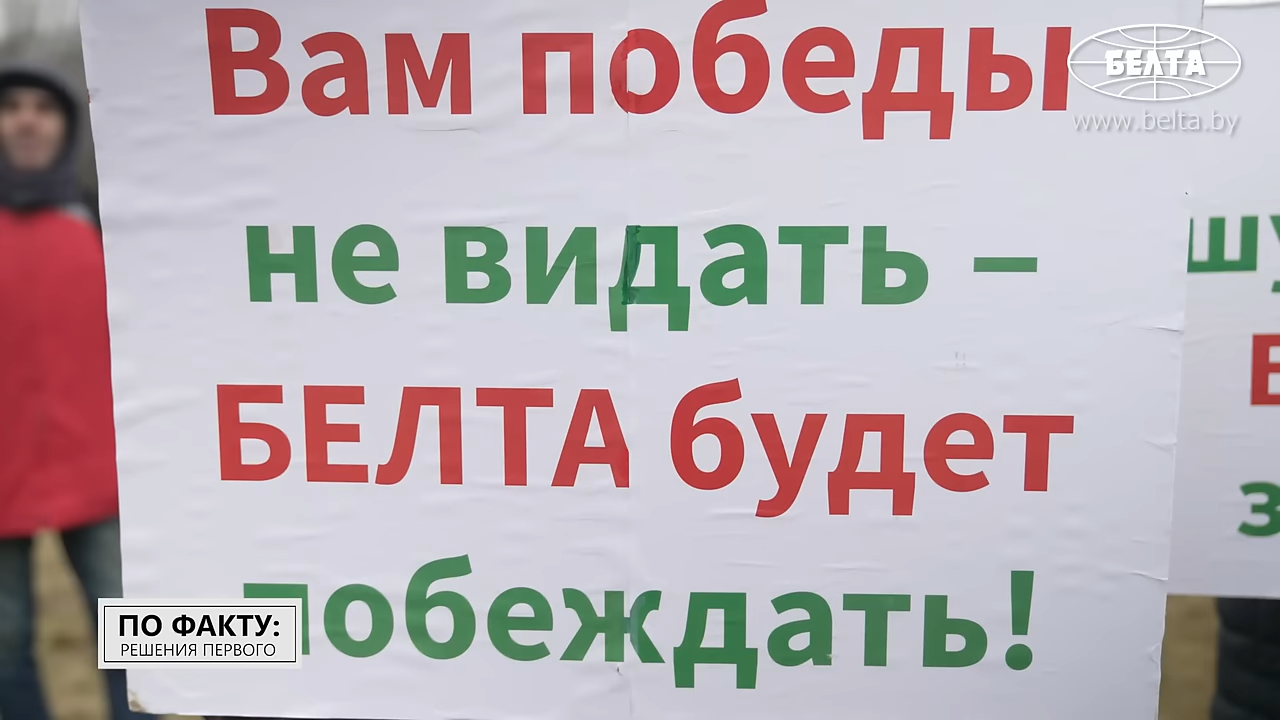 Вам победы
БЕЛТА
www.belta.by
не видать –
БЕЛТА будет
побеждать!
ПО ФАКТУ:
РЕШЕНИЯ ПЕРВОГО